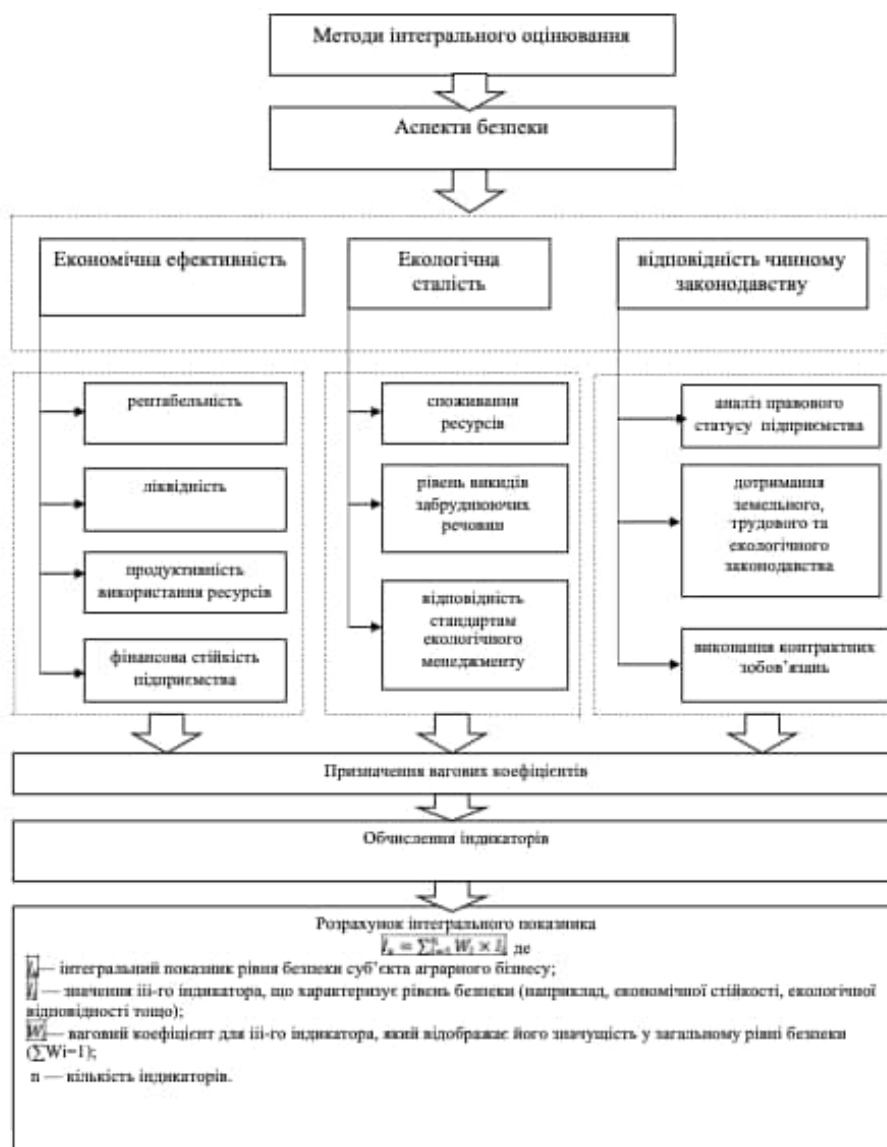 Методи інтегрального оцінювання
Аспекти безпеки
Економічна ефективність
Екологічна
сталість
відповідність чинному
законодавству
рентабельність
ліквідність
продуктивність
використання ресурсів
фінансова стійкість
підприємства
споживання
ресурсів
рівень викидів
забруднюючих
речовин
відповідність
стандартам
екологічного
менеджменту
аналіз правового
статусу підприємства
дотримання
земельного,
трудового та
екологічного
законодавства
виконання контрактних
зобов’язань
Призначення вагових коефіцієнтів
Обчислення індикаторів
Розрахунок інтегрального показника
= ∑ × де
— інтегральний показник рівня безпеки суб’єкта аграрного бізнесу;
— значення ііі-го індикатора, що характеризує рівень безпеки (наприклад, економічної стійкості, екологічної
відповідності тощо);
W — ваговий коефіцієнт для ііі-го індикатора, який відображає його значущість у загальному рівні безпеки
(∑Wi=1);
n — кількість індикаторів.